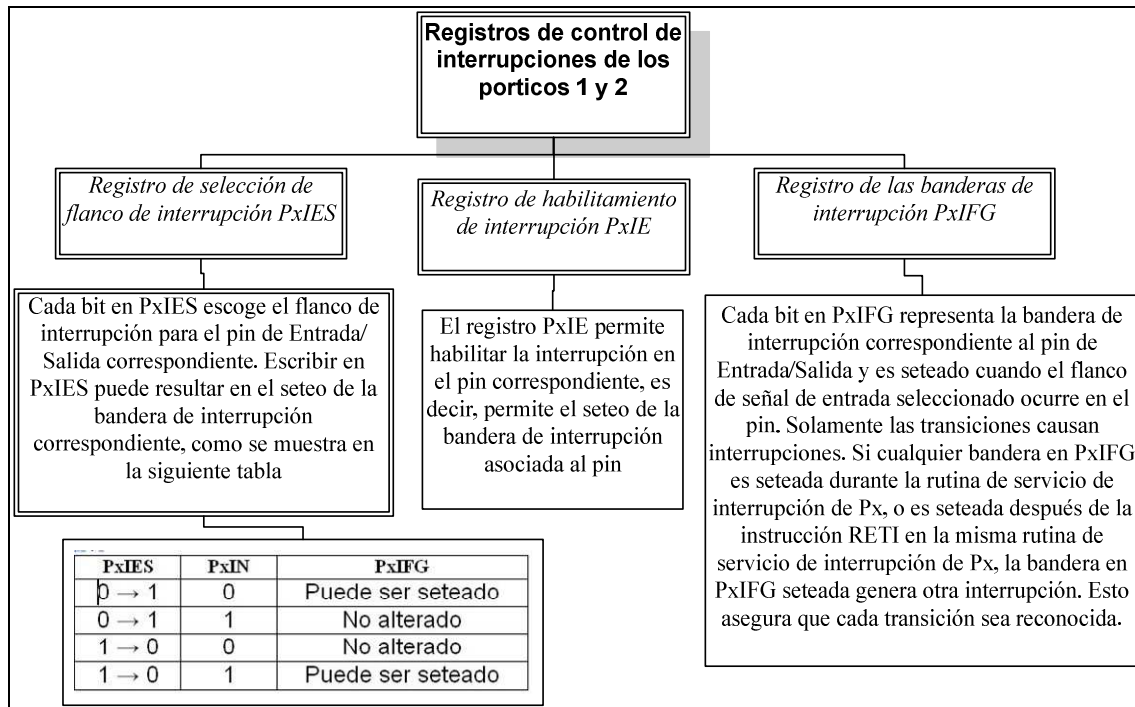 Registros de control de
interrupciones de los
porticos 1 y 2
Registro de selección de
flanco de interrupción PxIES
Registro de habilitamiento
de interrupción PxIE
Registro de las banderas de
interrupción PxIFG
Cada bit en PxIES escoge el flanco de
interrupción para el pin de Entrada/
Salida correspondiente. Escribir en
PxIES puede resultar en el seteo de la
bandera de interrupción
correspondiente, como se muestra en
la siguiente tabla
El registro PxIE permite
habilitar la interrupción en
el pin correspondiente, es
decir, permite el seteo de la
bandera de interrupción
asociada al pin
Cada bit en PxIFG representa la bandera de
interrupción correspondiente al pin de
Entrada/Salida y es seteado cuando el flanco
de señal de entrada seleccionado ocurre en el
pin. Solamente las transiciones causan
interrupciones. Si cualquier bandera en PxIFG
es seteada durante la rutina de servicio de
interrupción de Px, o es seteada después de la
instrucción RETI en la misma rutina de
servicio de interrupción de Px, la bandera en
PxIFG seteada genera otra interrupción. Esto
asegura que cada transición sea reconocida.
PxIES PxIN PxIFG
0 → 1 0 Puede ser seteado
0 → 1 1 No alterado
1 → 0 0 No alterado
1 → 0 1 Puede ser seteado